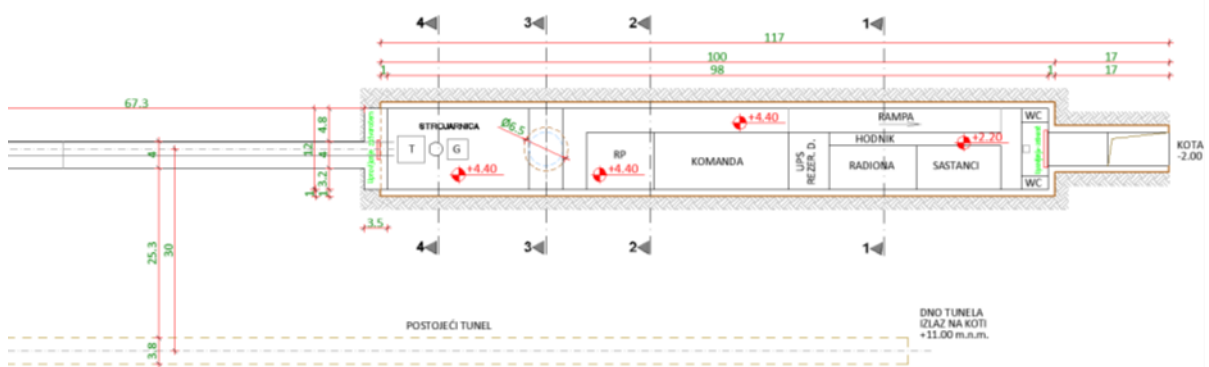 4 3 2 1
117
100 17
1 98 1 17
67.3
STROJARNICA
Ø6.5
+4.40
RAMPA
WC
4.8
12
4
4
3.2
1
1
T G
+4.40
RP
+4.40
KOMANDA
UPS
REZER. D.
HODNIK
+2.20
RADIONA
SASTANCI
WC
KOTA
-2.00
3.5
4 3 2 1
25.3
30
3.8
POSTOJEĆI TUNEL
DNO TUNELA
IZLAZ NA KOTI
+11.00 m.n.m.